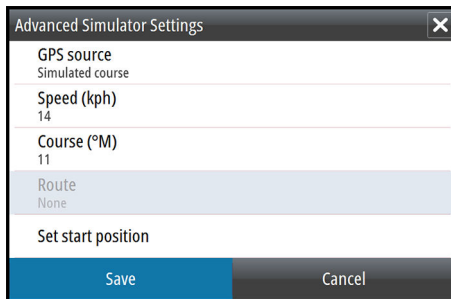 Advanced Simulator Settings
GPS source
Simulated course
Speed (kph)
14
Course (°M)
11
Route
None
Set start position
Save
Cancel